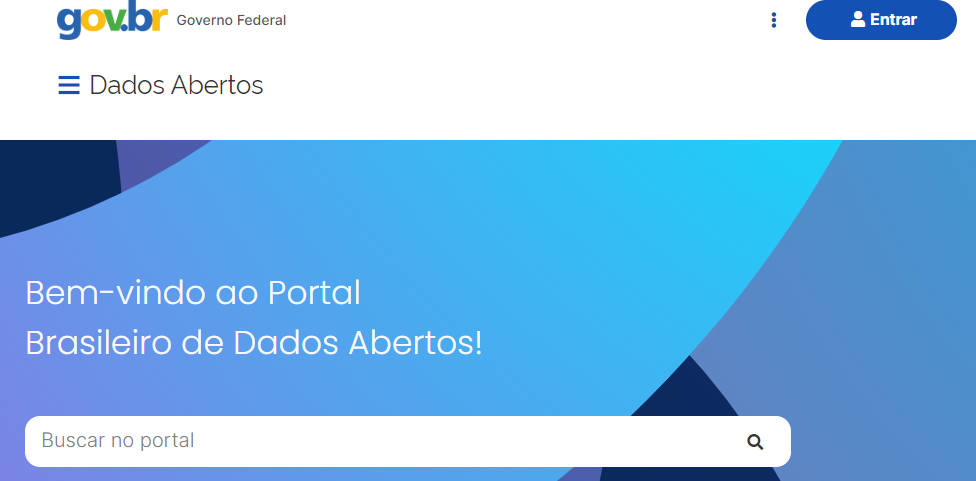 gov.br Governo Federal
Entrar
Dados Abertos
Bem-vindo ao Portal
Brasileiro de Dados Abertos!
Buscar no portal